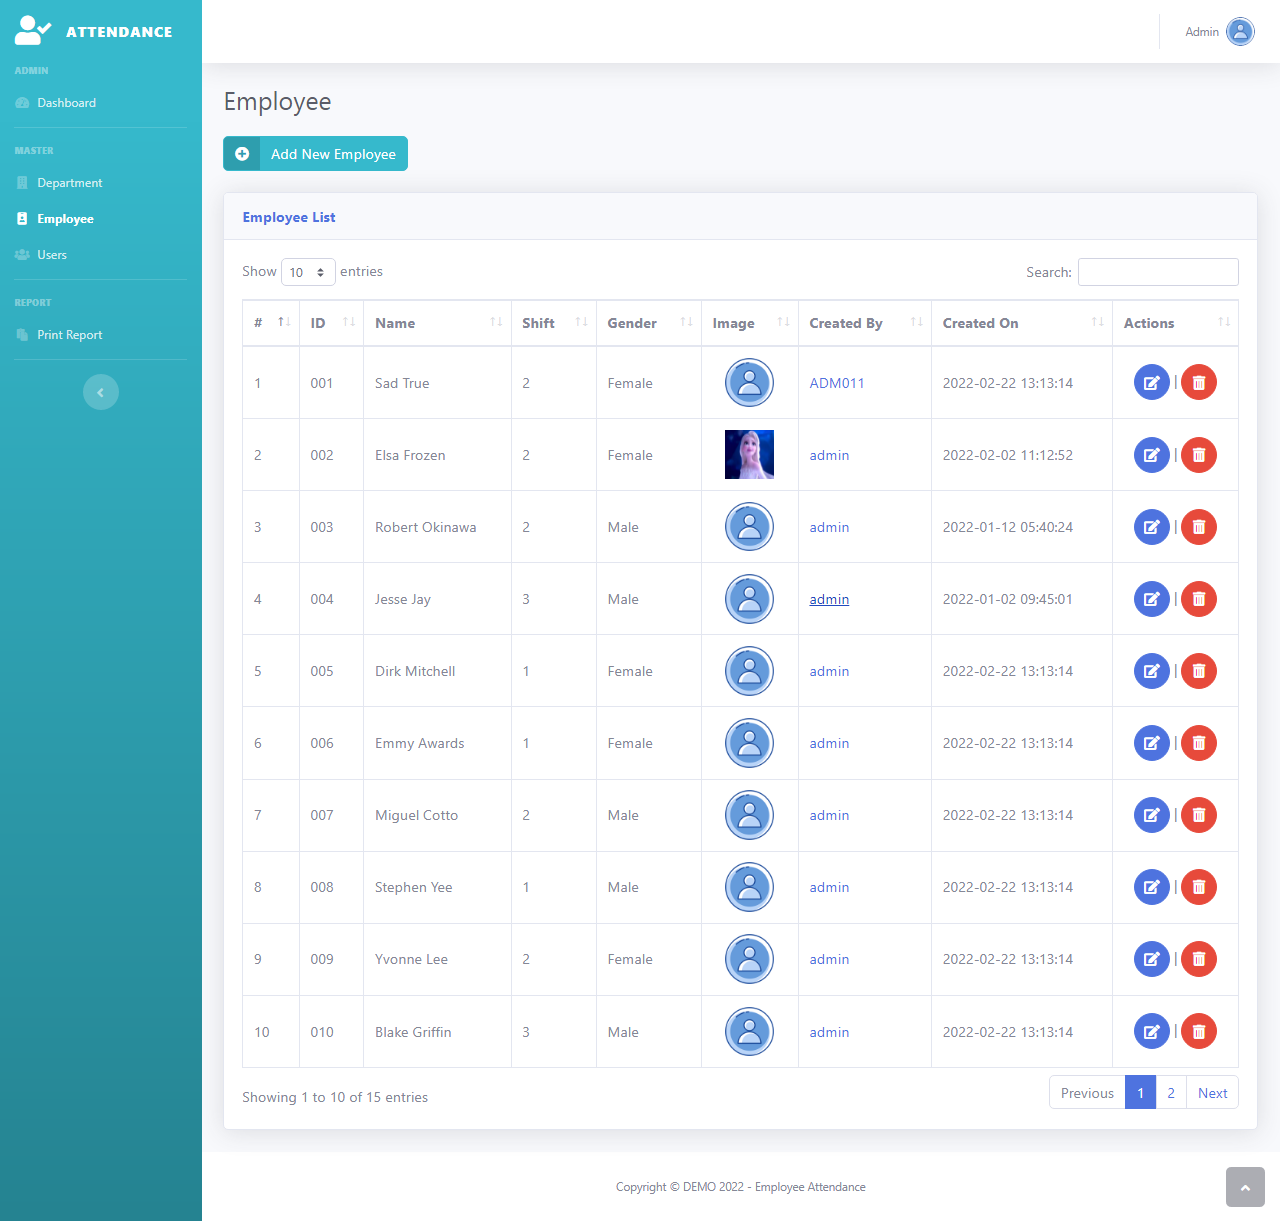 ATTENDANCE
Admin
ADMIN
Dashboard
MASTER
Department
Employee
Users
REPORT
Print Report
Employee
Add New Employee
Employee List
Show 10 entries Search:
# ID Name Shift Gender Image Created By Created On Actions
1 001 Sad True 2 Female ADM011 2022-02-22 13:13:14 |
2 002 Elsa Frozen 2 Female admin 2022-02-02 11:12:52 |
3 003 Robert Okinawa 2 Male admin 2022-01-12 05:40:24 |
4 004 Jesse Jay 3 Male admin 2022-01-02 09:45:01 |
5 005 Dirk Mitchell 1 Female admin 2022-02-22 13:13:14 |
6 006 Emmy Awards 1 Female admin 2022-02-22 13:13:14 |
7 007 Miguel Cotto 2 Male admin 2022-02-22 13:13:14 |
8 008 Stephen Yee 1 Male admin 2022-02-22 13:13:14 |
9 009 Yvonne Lee 2 Female admin 2022-02-22 13:13:14 |
10 010 Blake Griffin 3 Male admin 2022-02-22 13:13:14 |
Showing 1 to 10 of 15 entries Previous 1 2 Next
Copyright © DEMO 2022 - Employee Attendance